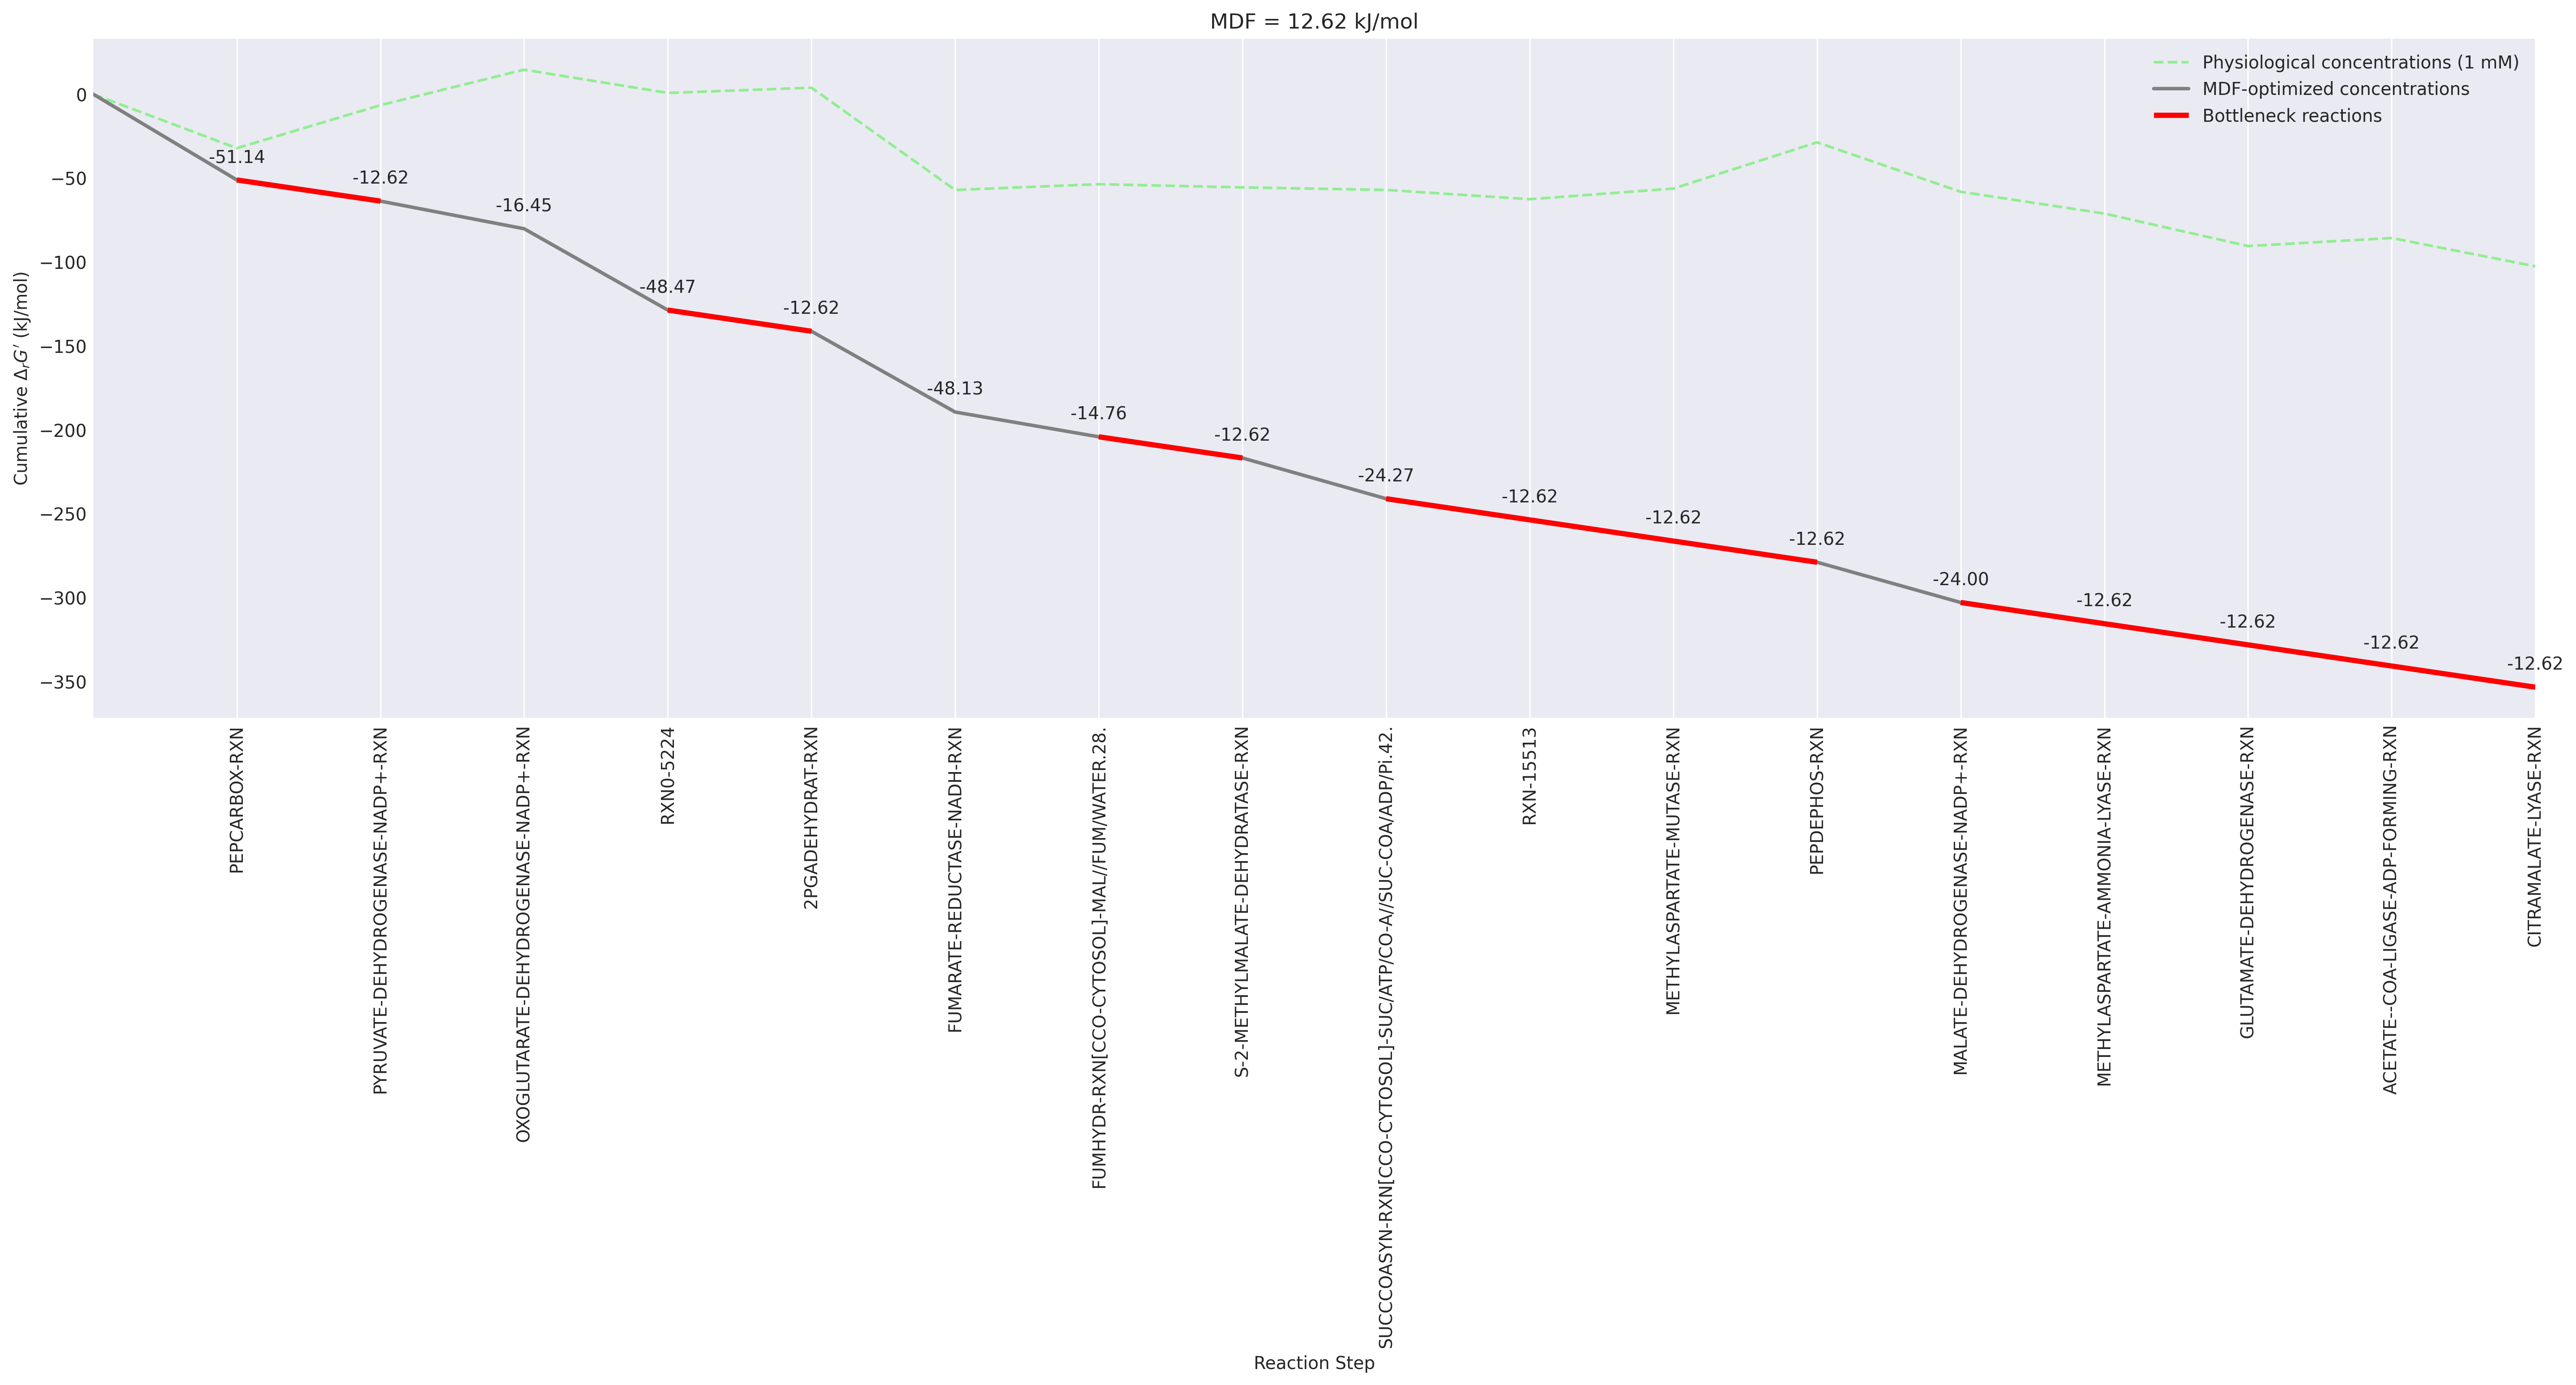 MDF = 12.62 kJ/mol
Physiological concentrations (1 mM)
MDF-optimized concentrations
Bottleneck reactions
Cumulative ΔrG′ (kJ/mol)
0
−50
−100
−150
−200
−250
−300
−350
-51.14
-12.62
-16.45
-48.47
-12.62
-48.13
-14.76
-12.62
-24.27
-12.62
-12.62
-12.62
-24.00
-12.62
-12.62
-12.62
-12.62
PEPCARBOX-RXN
PYRUVATE-DEHYDROGENASE-NADP+-RXN
OXOGLUTARATE-DEHYDROGENASE-NADP+-RXN
RXN0-5224
2PGADEHYDRAT-RXN
FUMARATE-REDUCTASE-NADH-RXN
FUMHYDR-RXN[CCO-CYTOSOL]-MAL//FUM/WATER.28.
S-2-METHYLMALATE-DEHYDRATASE-RXN
SUCCCOASYN-RXN[CCO-CYTOSOL]-SUC/ATP/CO-A//SUC-COA/ADP/Pi.42.
RXN-15513
METHYLASPARTATE-MUTASE-RXN
PEPDEPHOS-RXN
MALATE-DEHYDROGENASE-NADP+-RXN
METHYLASPARTATE-AMMONIA-LYASE-RXN
GLUTAMATE-DEHYDROGENASE-RXN
ACETATE--COA-LIGASE-ADP-FORMING-RXN
CITRAMALATE-LYASE-RXN
Reaction Step